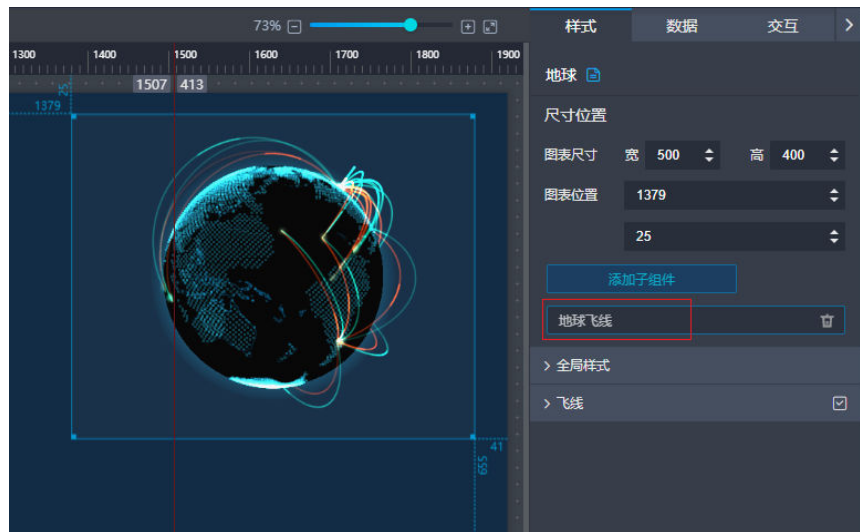 73%
样式 数据 交互
1300 1400 1500 1600 1700 1800 1900
1507 413
25
1379
地球
尺寸位置
图表尺寸 宽 500 高 400
图表位置 1379
25
添加子组件
地球飞线
全局样式
飞线
41
655